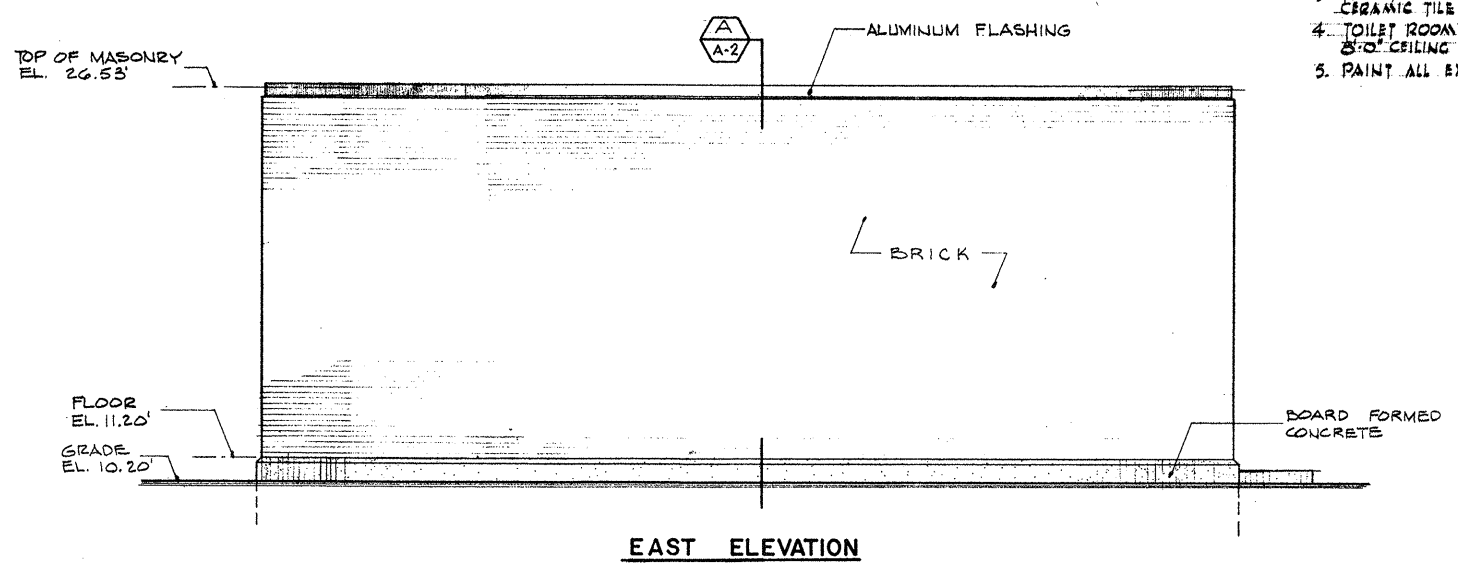 CERAMIC TILE
4. TOILET ROOM
8'-0" CEILING
5. PAINT ALL
A
A-2
ALUMINUM FLASHING
TOP OF MASONRY
EL. 26.53'
BRICK
FLOOR
EL. 11.20'
GRADE
EL. 10.20'
BOARD FORMED
CONCRETE
EAST ELEVATION